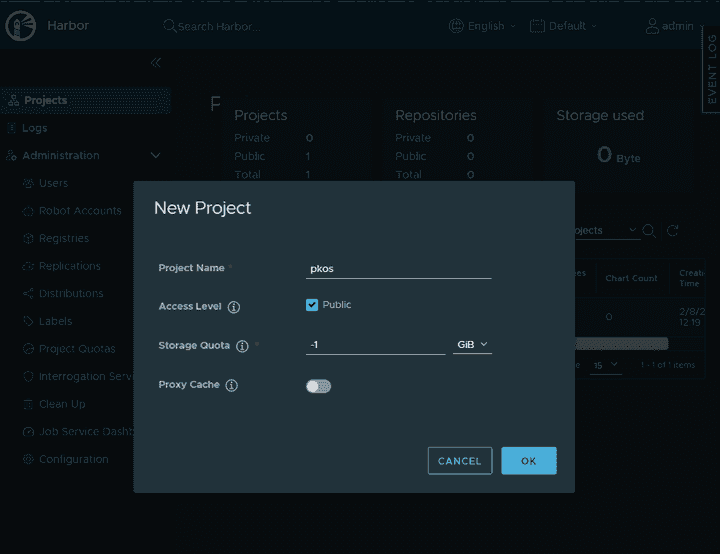 Harbor
Search Harbor...
English
Default
admin
EVENT LOG
Projects
Logs
Administration
Users
Robot Accounts
Registries
Replications
Distributions
Labels
Project Quotas
Interrogation Serv
Clean Up
Job Service Dashb
Configuration
P
Projects
Private 0
Public 1
Total 1
Repositories
Private 0
Public 0
Total 0
Storage used
0 Byte
ojects
es
Chart Count
Creati
Time
0
2/8/2
12:19
e 15
1 - 1 of 1 items
New Project
Project Name *
pkos
Access Level
Public
Storage Quota *
-1
GiB
Proxy Cache
CANCEL
OK